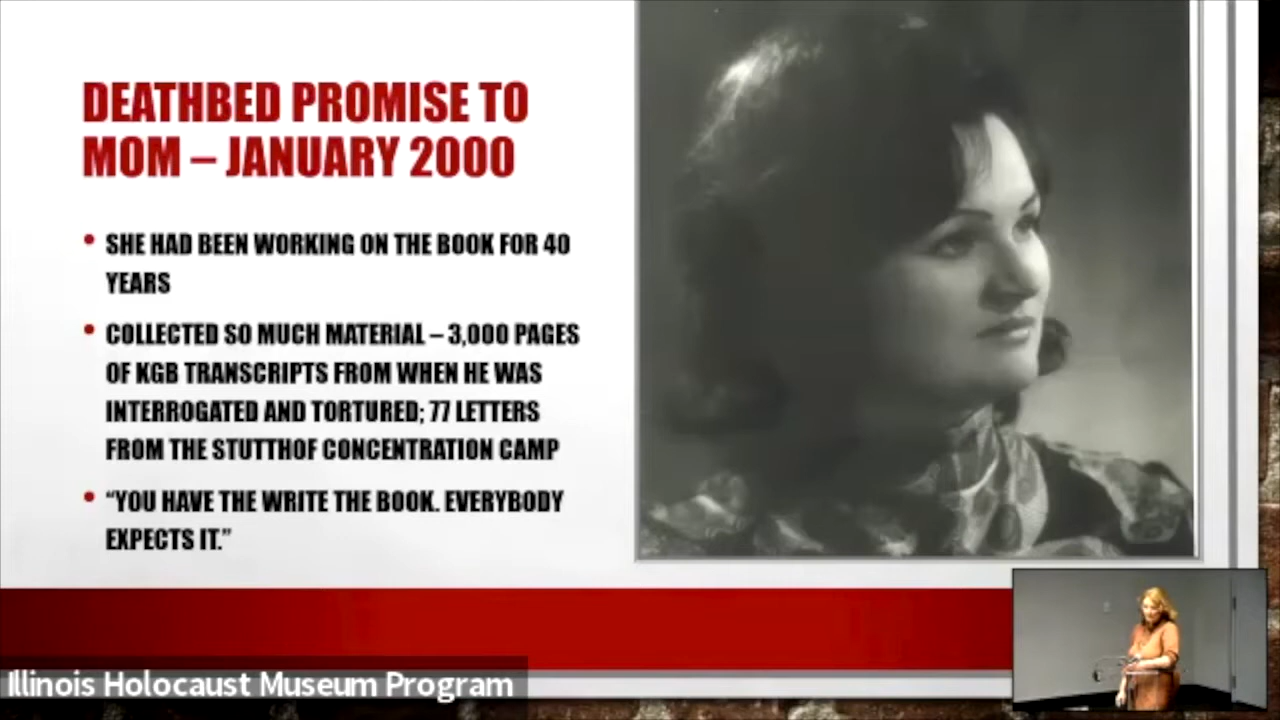 DEATHBED PROMISE TO
MOM – JANUARY 2000
• SHE HAD BEEN WORKING ON THE BOOK FOR 40
YEARS
• COLLECTED SO MUCH MATERIAL – 3,000 PAGES
OF KGB TRANSCRIPTS FROM WHEN HE WAS
INTERROGATED AND TORTURED; 77 LETTERS
FROM THE STUTTHOF CONCENTRATION CAMP
• “YOU HAVE THE WRITE THE BOOK. EVERYBODY
EXPECTS IT.”
Illinois Holocaust Museum Program